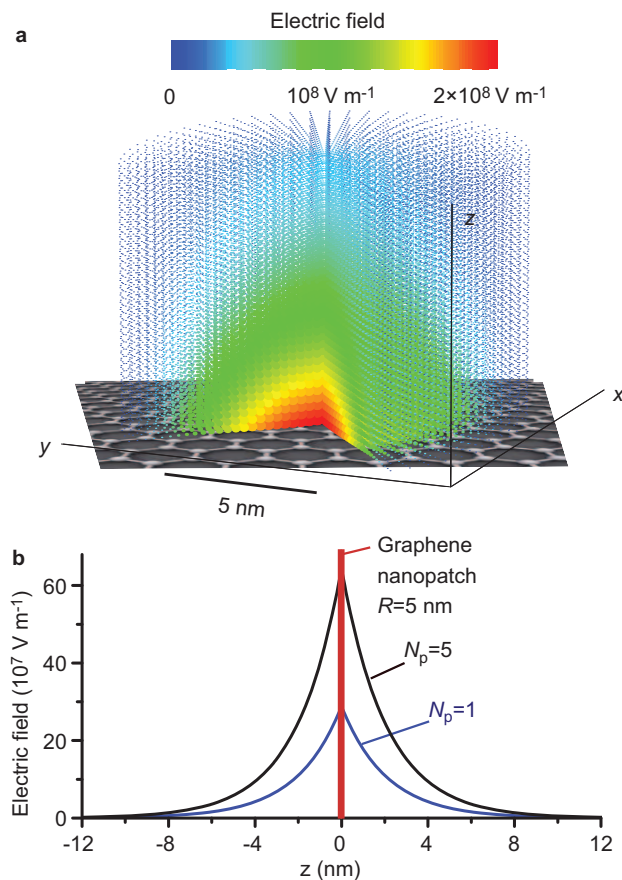 a
Electric field
0
10⁸ V m⁻¹
2×10⁸ V m⁻¹
z
x
y
5 nm
b
Electric field (10⁷ V m⁻¹)
60
40
20
0
Graphene
nanopatch
R=5 nm
Nₚ=5
Nₚ=1
-12
-8
-4
0
4
8
12
z (nm)